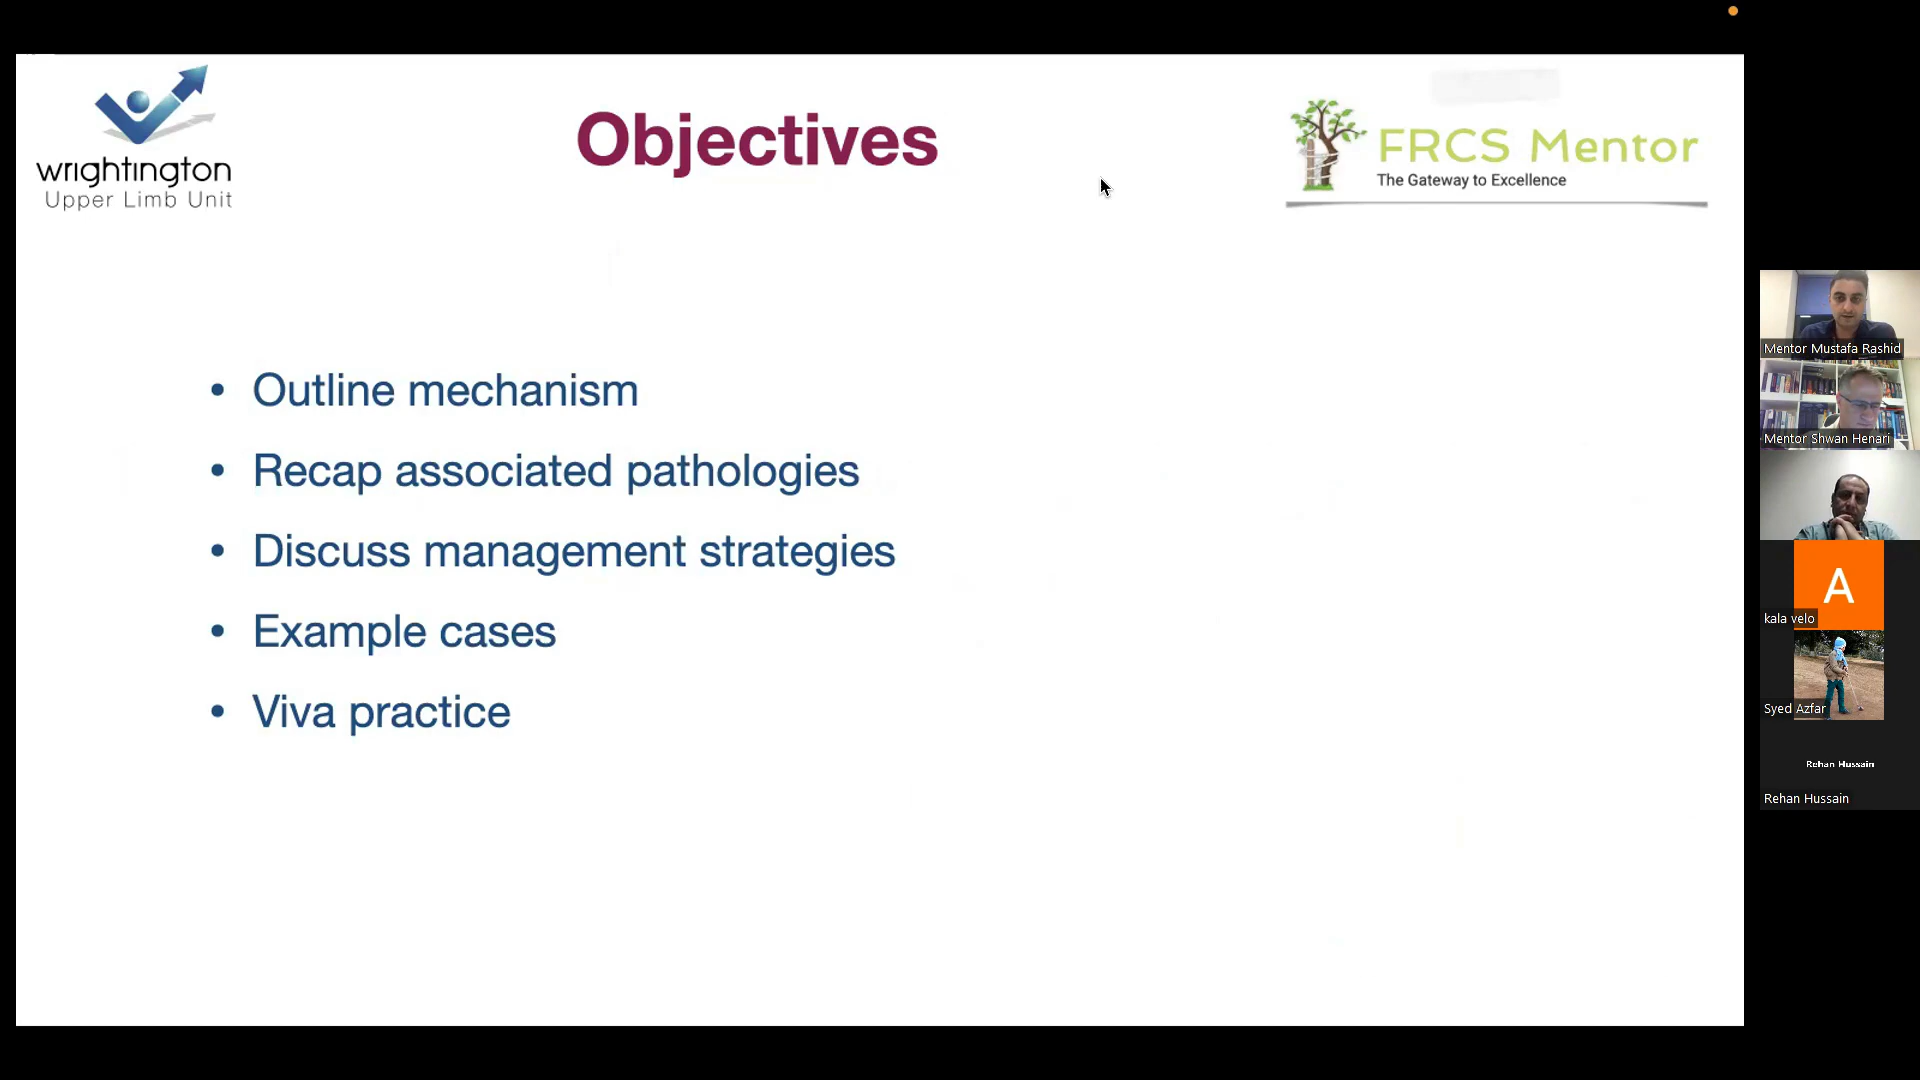 wrightington
Upper Limb Unit
Objectives
FRCS Mentor
The Gateway to Excellence
• Outline mechanism
• Recap associated pathologies
• Discuss management strategies
• Example cases
• Viva practice
Mentor Mustafa Rashid
Mentor Shwan Henari
A
kala velo
Syed Azfar
Rehan Hussain
Rehan Hussain